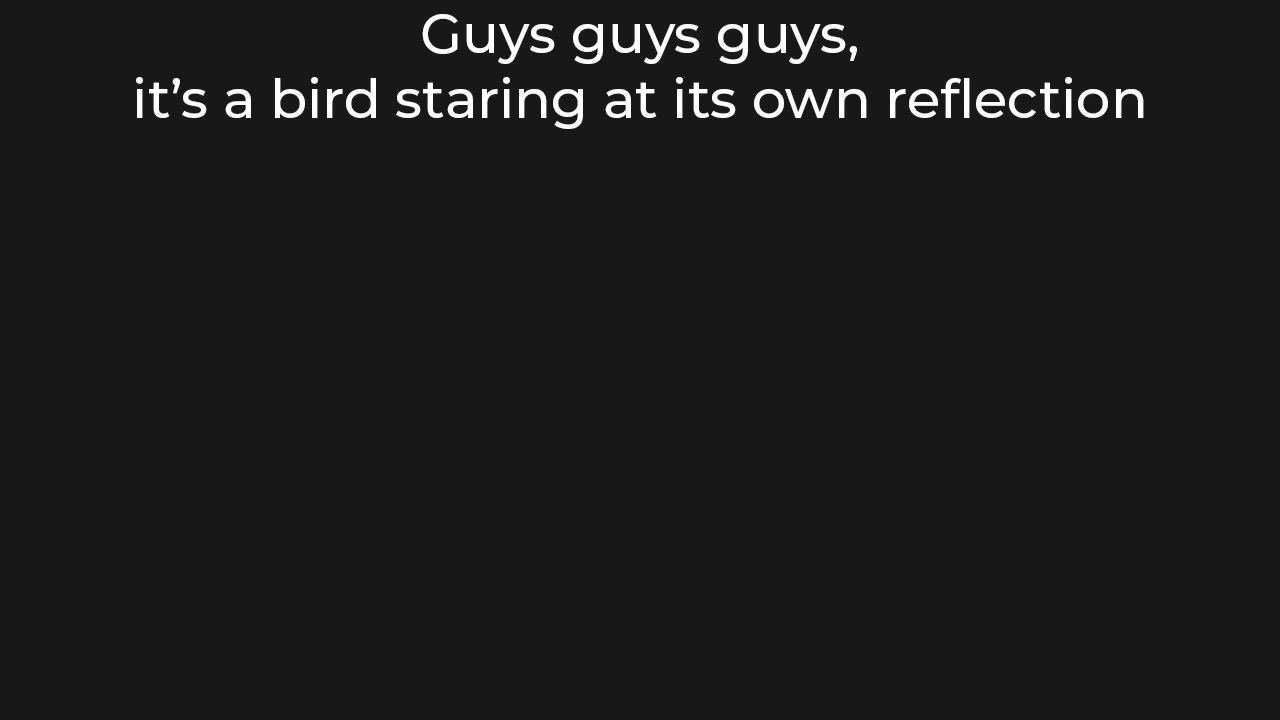 Guys guys guys,
it’s a bird staring at its own reflection